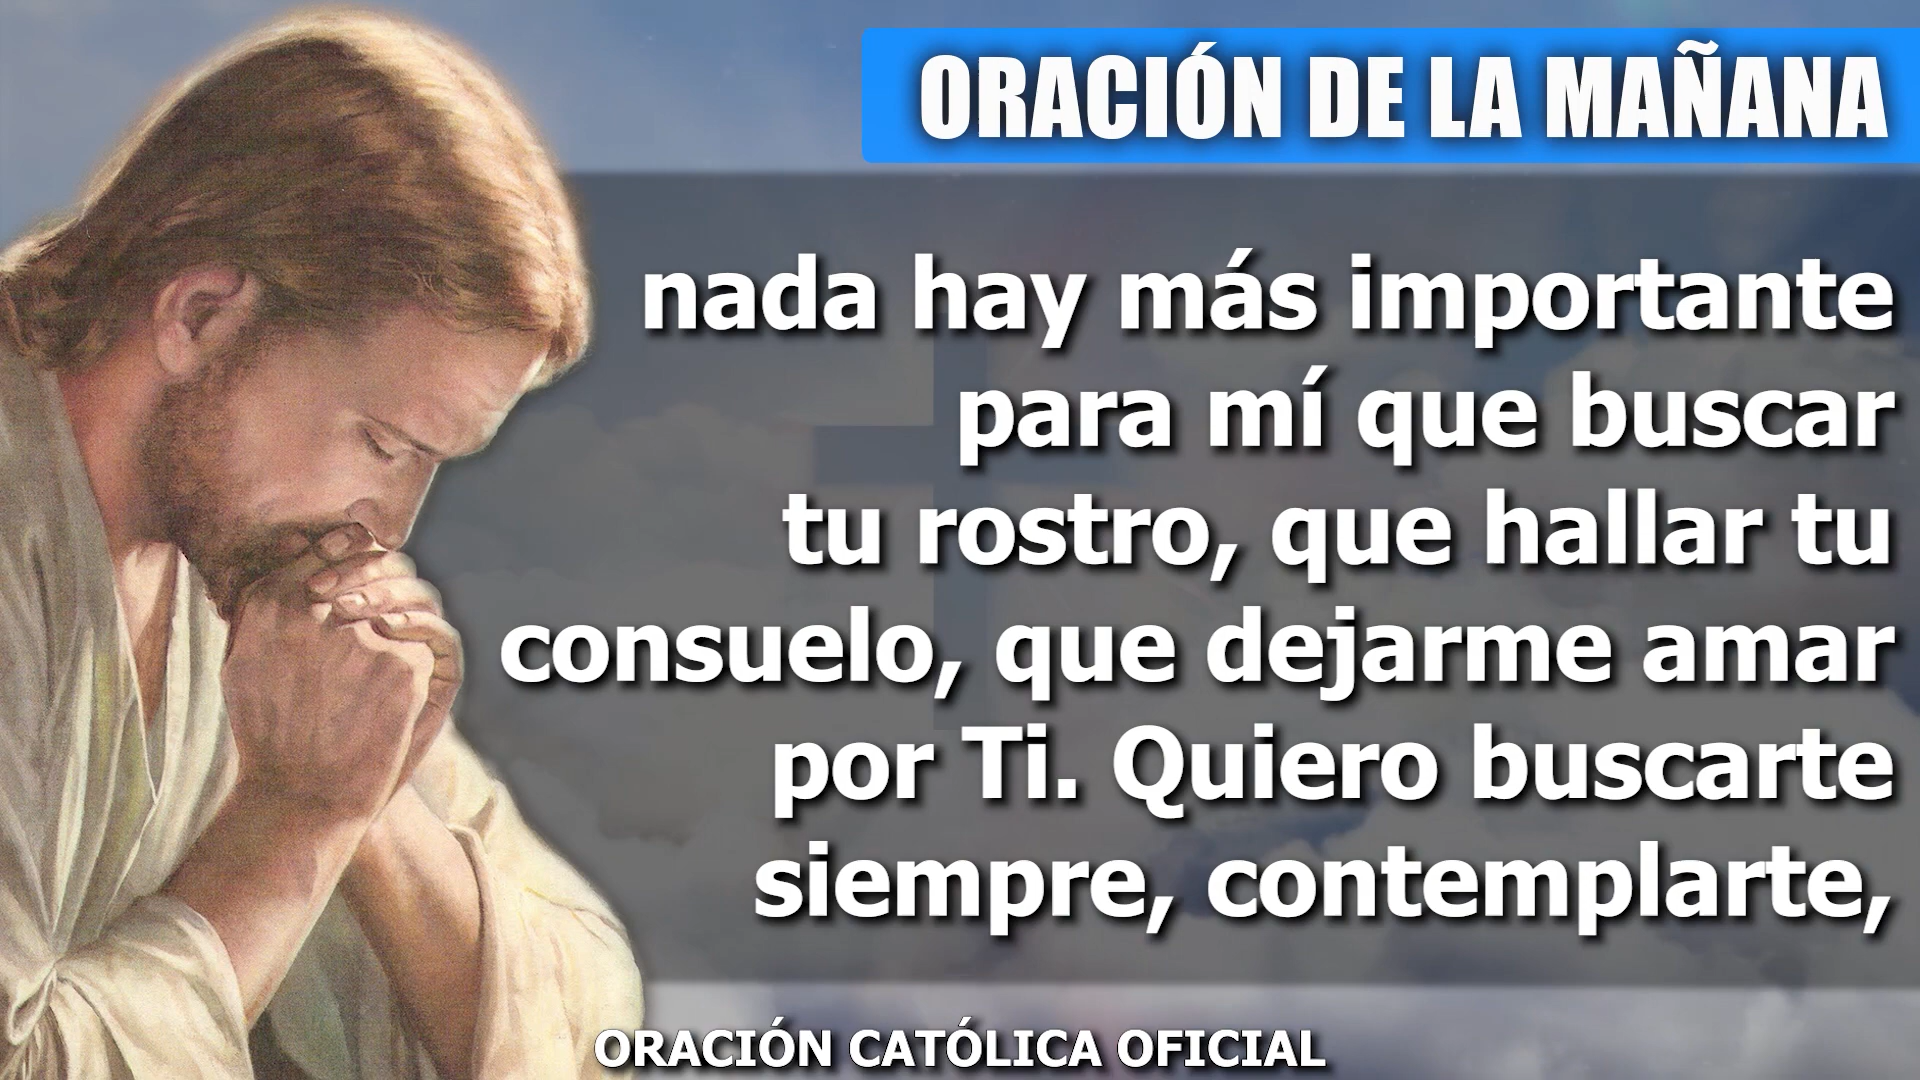 ORACIÓN DE LA MAÑANA
nada hay más importante
para mí que buscar
tu rostro, que hallar tu
consuelo, que dejarme amar
por Ti. Quiero buscarte
siempre, contemplarte,
ORACIÓN CATÓLICA OFICIAL